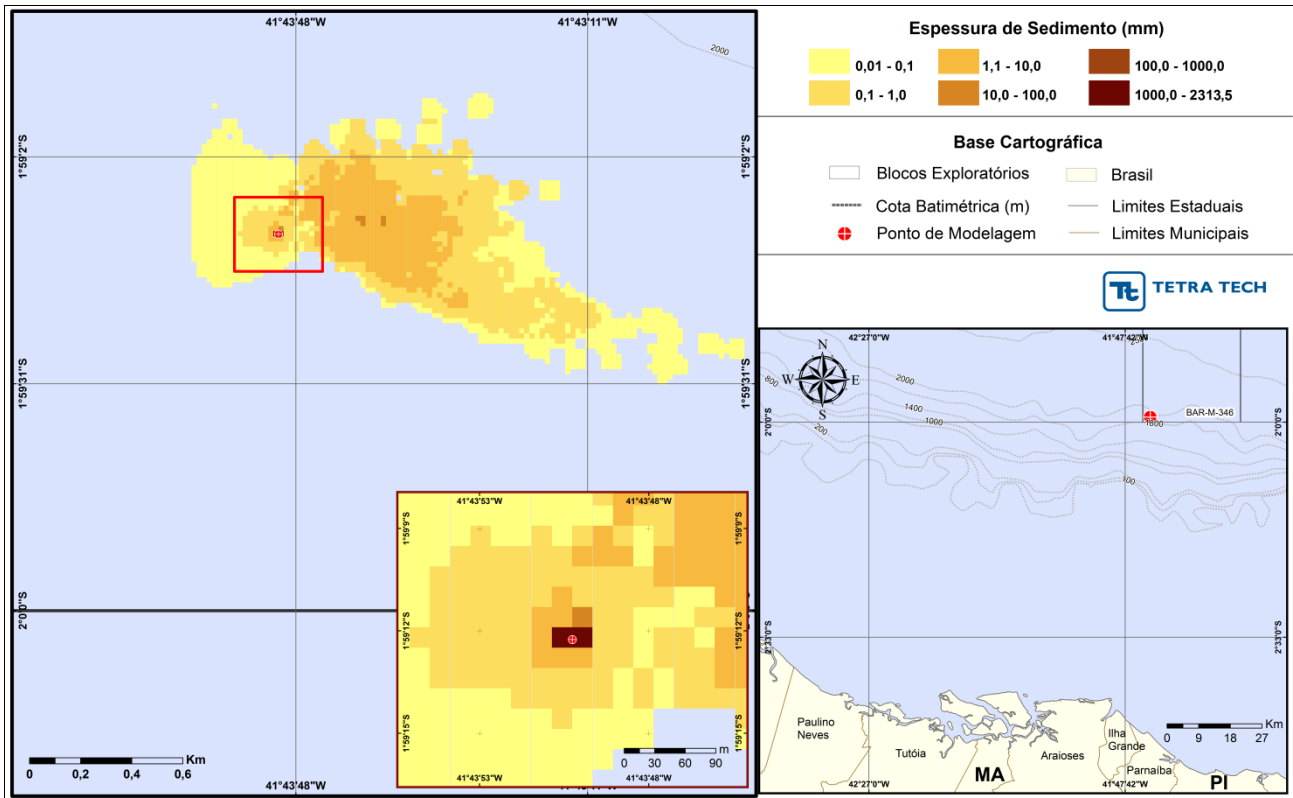 41°43'48"W
41°43'11"W
2000
1°59'2"S
1°59'2"S
1°59'31"S
1°59'31"S
2°0'0"S
0
0,2
0,4
0,6
Km
41°43'48"W
41°43'53"W
41°43'48"W
1°59'9"S
1°59'9"S
1°59'12"S
1°59'12"S
1°59'15"S
1°59'15"S
0
30
60
90
m
41°43'53"W
41°43'48"W
Espessura de Sedimento (mm)
0,01 - 0,1
1,1 - 10,0
100,0 - 1000,0
0,1 - 1,0
10,0 - 100,0
1000,0 - 2313,5
Base Cartográfica
Blocos Exploratórios
Brasil
Cota Batimétrica (m)
Limites Estaduais
Ponto de Modelagem
Limites Municipais
Tt
TETRA TECH
42°27'0"W
41°47'42"W
N
W
E
S
800
2000
1400
1000
200
100
1800
BAR-M-346
2°0'0"S
2°0'0"S
2°33'0"S
2°33'0"S
Paulino
Neves
Tutóia
Araioses
Ilha
Grande
Parnaíba
MA
PI
Km
0
9
18
27
42°27'0"W
41°47'42"W